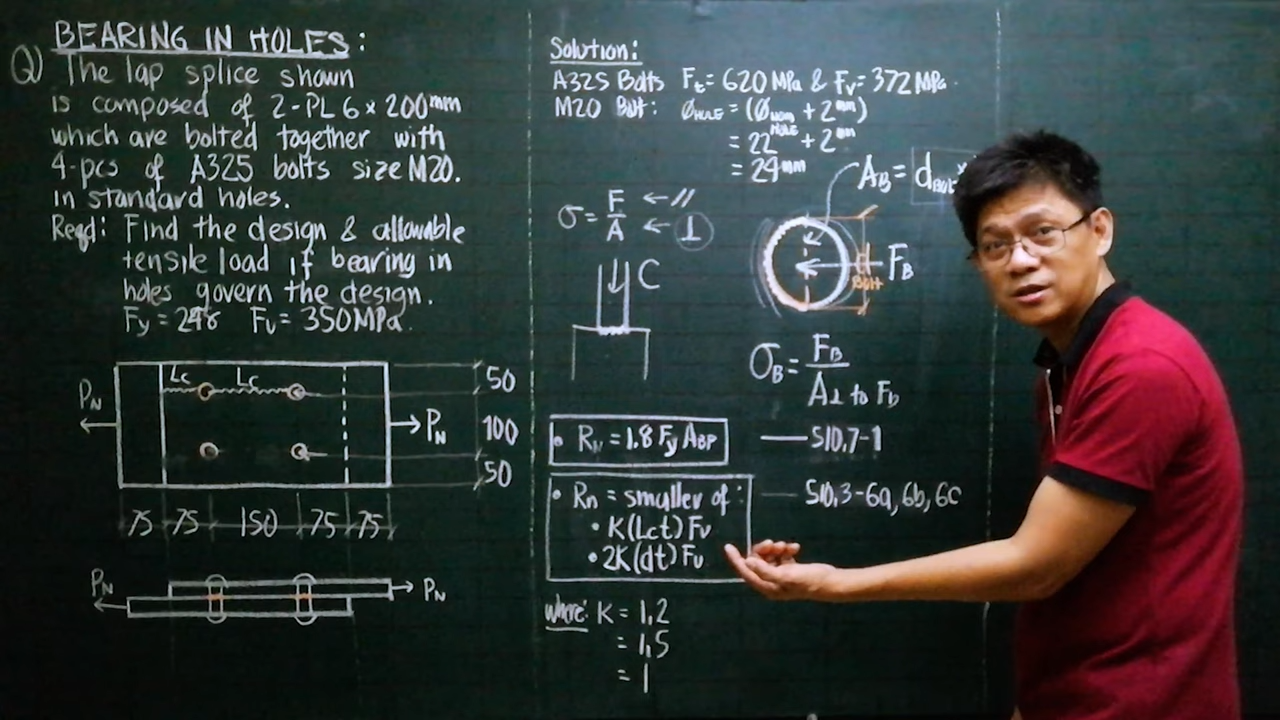 BEARING IN HOLES:
Q) The lap splice shown
is composed of 2-PL 6 x 200mm
which are bolted together with
4-pcs of A325 bolts size M20.
in standard holes.
Reqd: Find the design & allowable
tensile load if bearing in
holes govern the design.
Fy = 248 Fu = 350MPa.
Lc Lc
PN
PN
50
100
50
75 75 150 75 75
PN
PN
Solution:
A325 Bolts Ft = 620 MPa & Fv = 372 MPa.
M20 Bolt: ØHOLE = (ØNOM HOLE + 2mm)
= 22 + 2mm
= 24mm
AB = dBolt x
σ = F/A ← //
← ⊥
C
FB
d Bolt
σB = FB / A⊥ to Fb
• RN = 1.8 Fy ABP — 510.7-1
• Rn = smaller of: — 510.3-6a, 6b, 6c
• K(Lct) Fu
• 2K(dt) Fu
where: K = 1.2
= 1.5
= 1